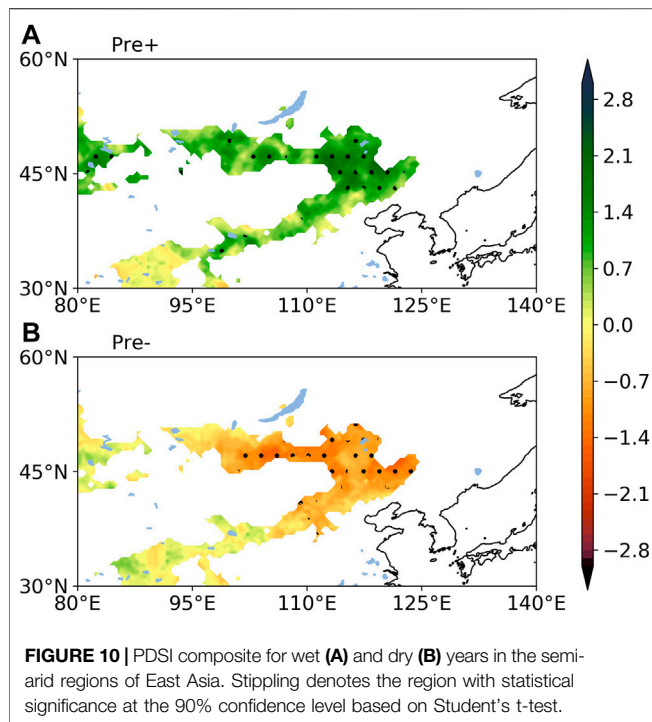 A
Pre+
60°N
45°N
30°N
80°E 95°E 110°E 125°E 140°E
B
Pre-
60°N
45°N
30°N
80°E 95°E 110°E 125°E 140°E
2.8
2.1
1.4
0.7
0.0
−0.7
−1.4
−2.1
−2.8
FIGURE 10 | PDSI composite for wet (A) and dry (B) years in the semi-
arid regions of East Asia. Stippling denotes the region with statistical
significance at the 90% confidence level based on Student's t-test.